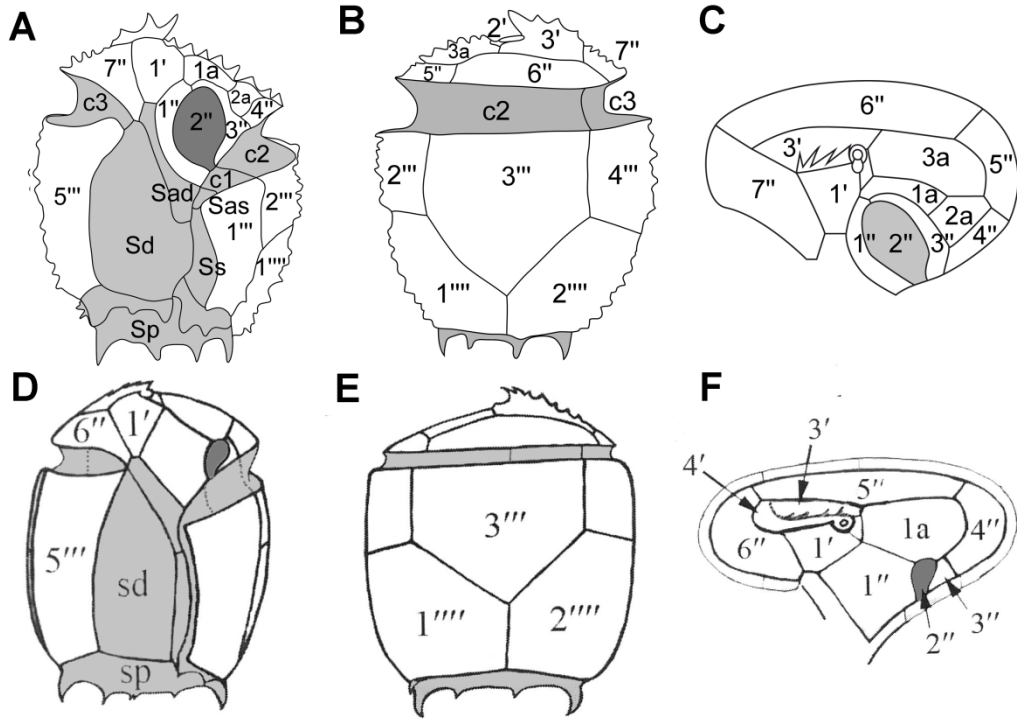 A
7'' 1' 1a
2a
4''
c3 1'' 2'' 3''
c2
c1
5''' Sad 2'''
Sas
1'''
Sd
Ss 1''''
Sp
B
2'
3a 3'
7''
5'' 6''
c2 c3
2''' 3''' 4'''
1'''' 2''''
C
6''
3' 3a 5''
7'' 1'
1a
2a
1'' 2'' 3'' 4''
D
6'' 1'
5'''
sd
sp
E
3'''
1'''' 2''''
F
3'
4' 5''
1a 4''
6'' 1'
1''
3''
2''